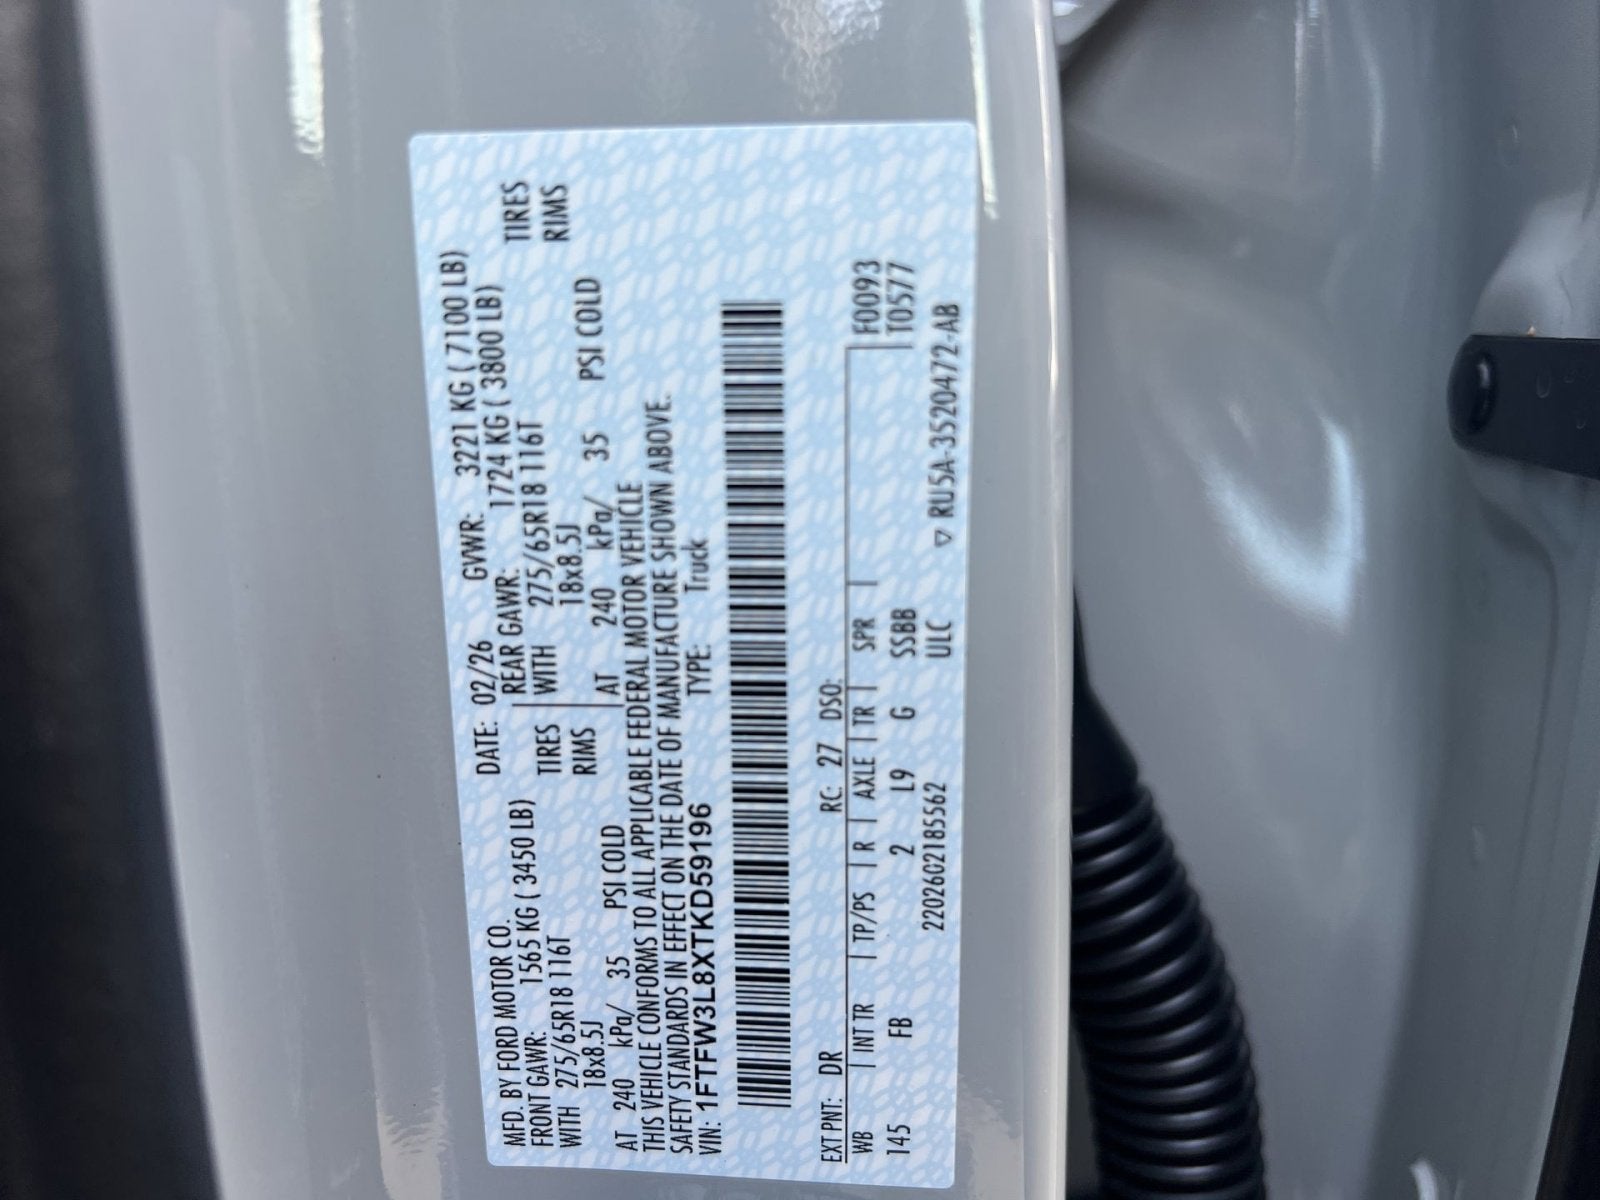 MFD. BY FORD MOTOR CO. DATE: 02/26 GVWR: 3221 KG ( 7100 LB)
FRONT GAWR: 1565 KG ( 3450 LB) REAR GAWR: 1724 KG ( 3800 LB)
WITH 275/65R18 116T TIRES WITH 275/65R18 116T TIRES
18x8.5J RIMS 18x8.5J RIMS
AT 240 kPa/ 35 PSI COLD AT 240 kPa/ 35 PSI COLD
THIS VEHICLE CONFORMS TO ALL APPLICABLE FEDERAL MOTOR VEHICLE
SAFETY STANDARDS IN EFFECT ON THE DATE OF MANUFACTURE SHOWN ABOVE.
VIN: 1FTFW3L8XTKD59196 TYPE: Truck
EXT PNT: DR RC: 27 DSO: F0093
WB | INT TR | TP/PS | R | AXLE | TR | SPR | T0577
145 FB 2 L9 G SSBB
2202602185562 ULC ▽ RU5A-3520472-AB